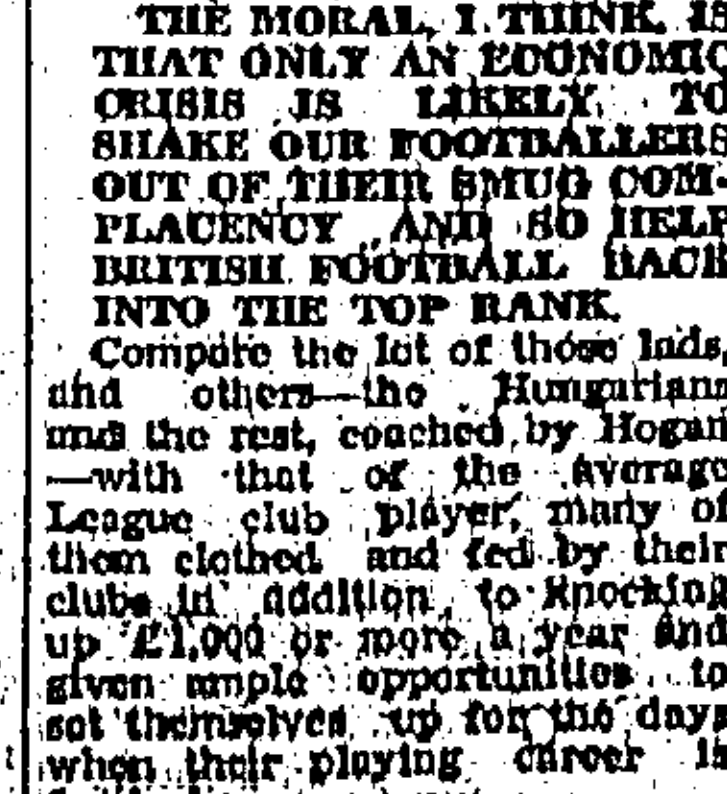 THE MORAL, I THINK, IS
THAT ONLY AN ECONOMIC
CRISIS IS LIKELY TO
SHAKE OUR FOOTBALLERS
OUT OF THEIR SMUG COM-
PLACENCY AND SO HELP
BRITISH FOOTBALL BACK
INTO THE TOP RANK.
Compare the lot of those lads,
and others—the Hungarians
and the rest, coached by Hogan
—with that of the average
League club player, many of
them clothed and fed by their
clubs in addition to knocking
up £1,000 or more a year and
given ample opportunities to
set themselves up for the days
when their playing career is